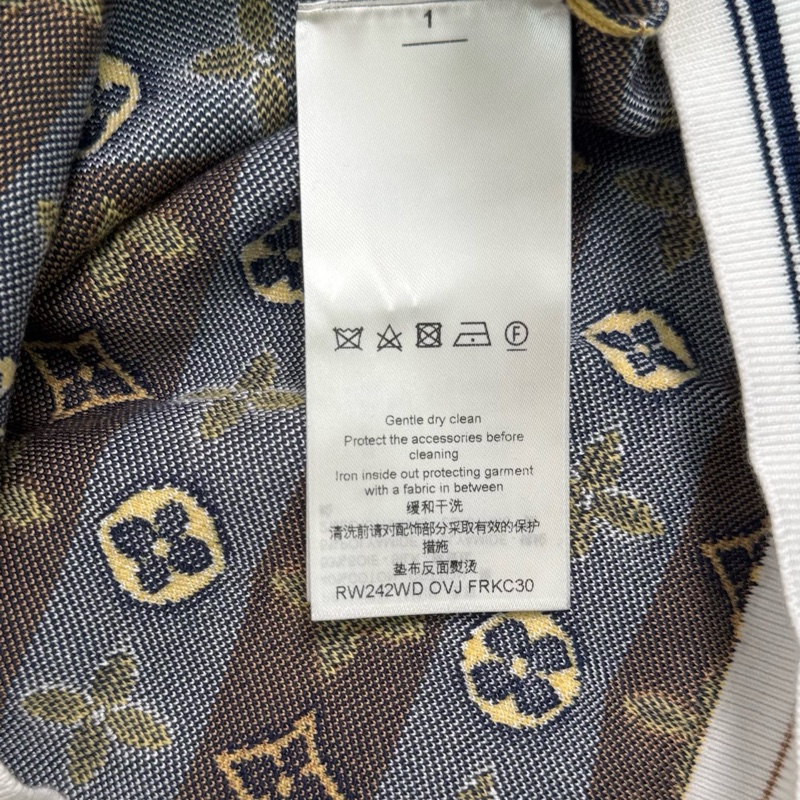 1
F
Gentle dry clean
Protect the accessories before
cleaning
Iron inside out protecting garment
with a fabric in between
缓和干洗
清洗前请对配饰部分采取有效的保护
措施
垫布反面熨烫
RW242WD OVJ FRKC30